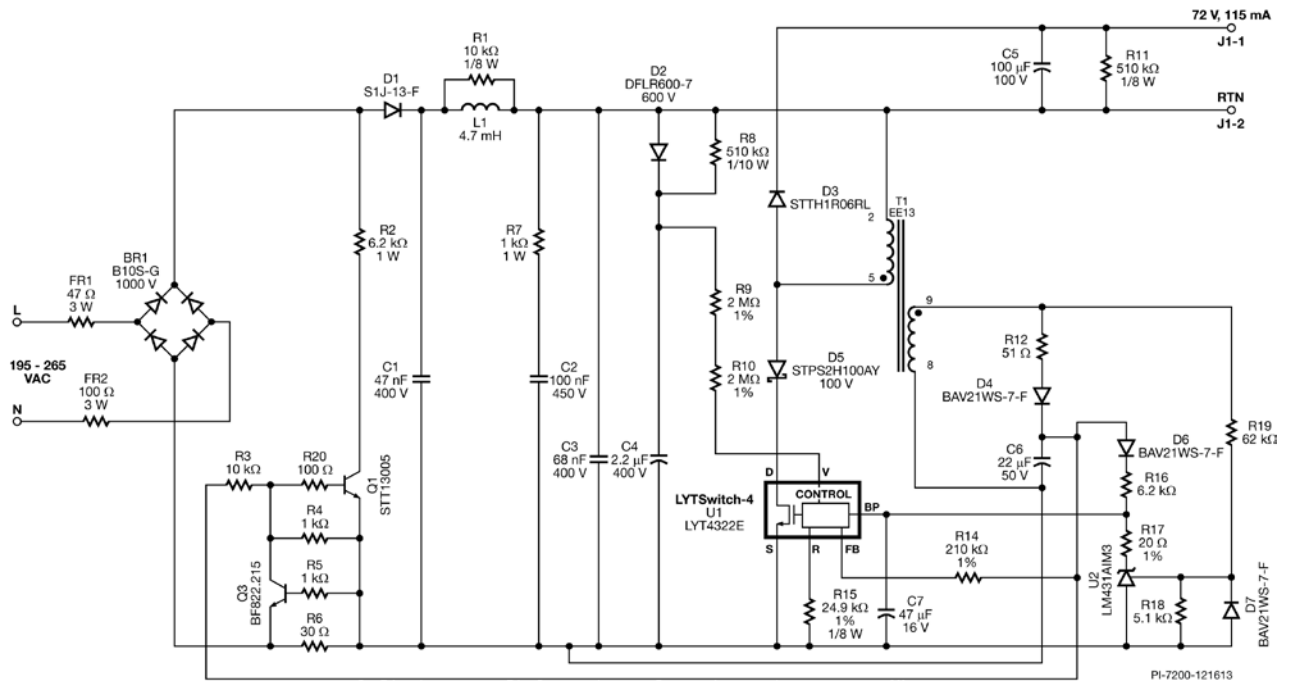 72 V, 115 mA
J1-1
R1
10 kΩ
1/8 W
D1
S1J-13-F
L1
4.7 mH
D2
DFLR600-7
600 V
C5
100 µF
100 V
R11
510 kΩ
1/8 W
RTN
J1-2
R8
510 kΩ
1/10 W
D3
STTH1R06RL
T1
EE13
2
5
R2
6.2 kΩ
1 W
R7
1 kΩ
1 W
BR1
B10S-G
1000 V
FR1
47 Ω
3 W
L
195 - 265
VAC
FR2
100 Ω
3 W
N
R9
2 MΩ
1%
R10
2 MΩ
1%
D5
STPS2H100AY
100 V
9
8
R12
51 Ω
D4
BAV21WS-7-F
C1
47 nF
400 V
C2
100 nF
450 V
R19
62 kΩ
R3
10 kΩ
R20
100 Ω
Q1
STT13005
C3
68 nF
400 V
C4
2.2 µF
400 V
C6
22 µF
50 V
D6
BAV21WS-7-F
R16
6.2 kΩ
D
V
CONTROL
LYTSwitch-4
U1
LYT4322E
BP
S
R
FB
R4
1 kΩ
R5
1 kΩ
Q3
BF822.215
R6
30 Ω
R14
210 kΩ
1%
R17
20 Ω
1%
U2
LM431AIM3
R15
24.9 kΩ
1%
1/8 W
C7
47 µF
16 V
R18
5.1 kΩ
D7
BAV21WS-7-F
PI-7200-121613